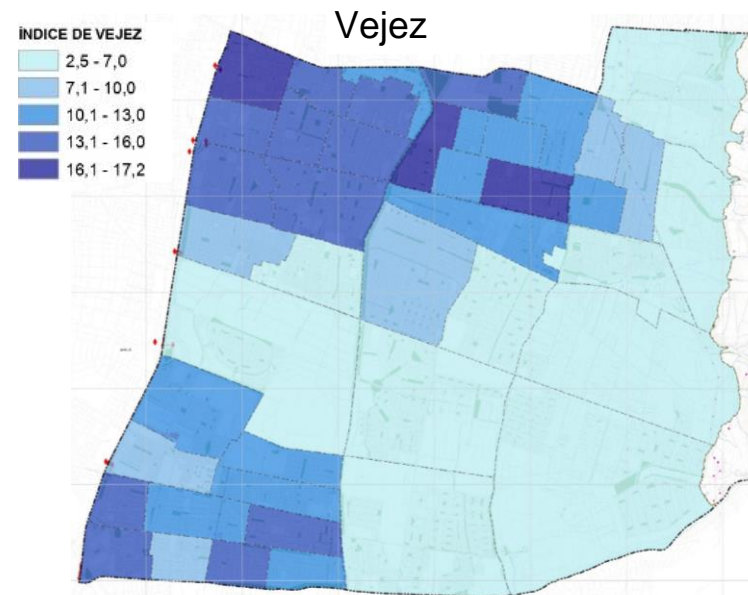 Vejez
ÍNDICE DE VEJEZ
2,5 - 7,0
7,1 - 10,0
10,1 - 13,0
13,1 - 16,0
16,1 - 17,2